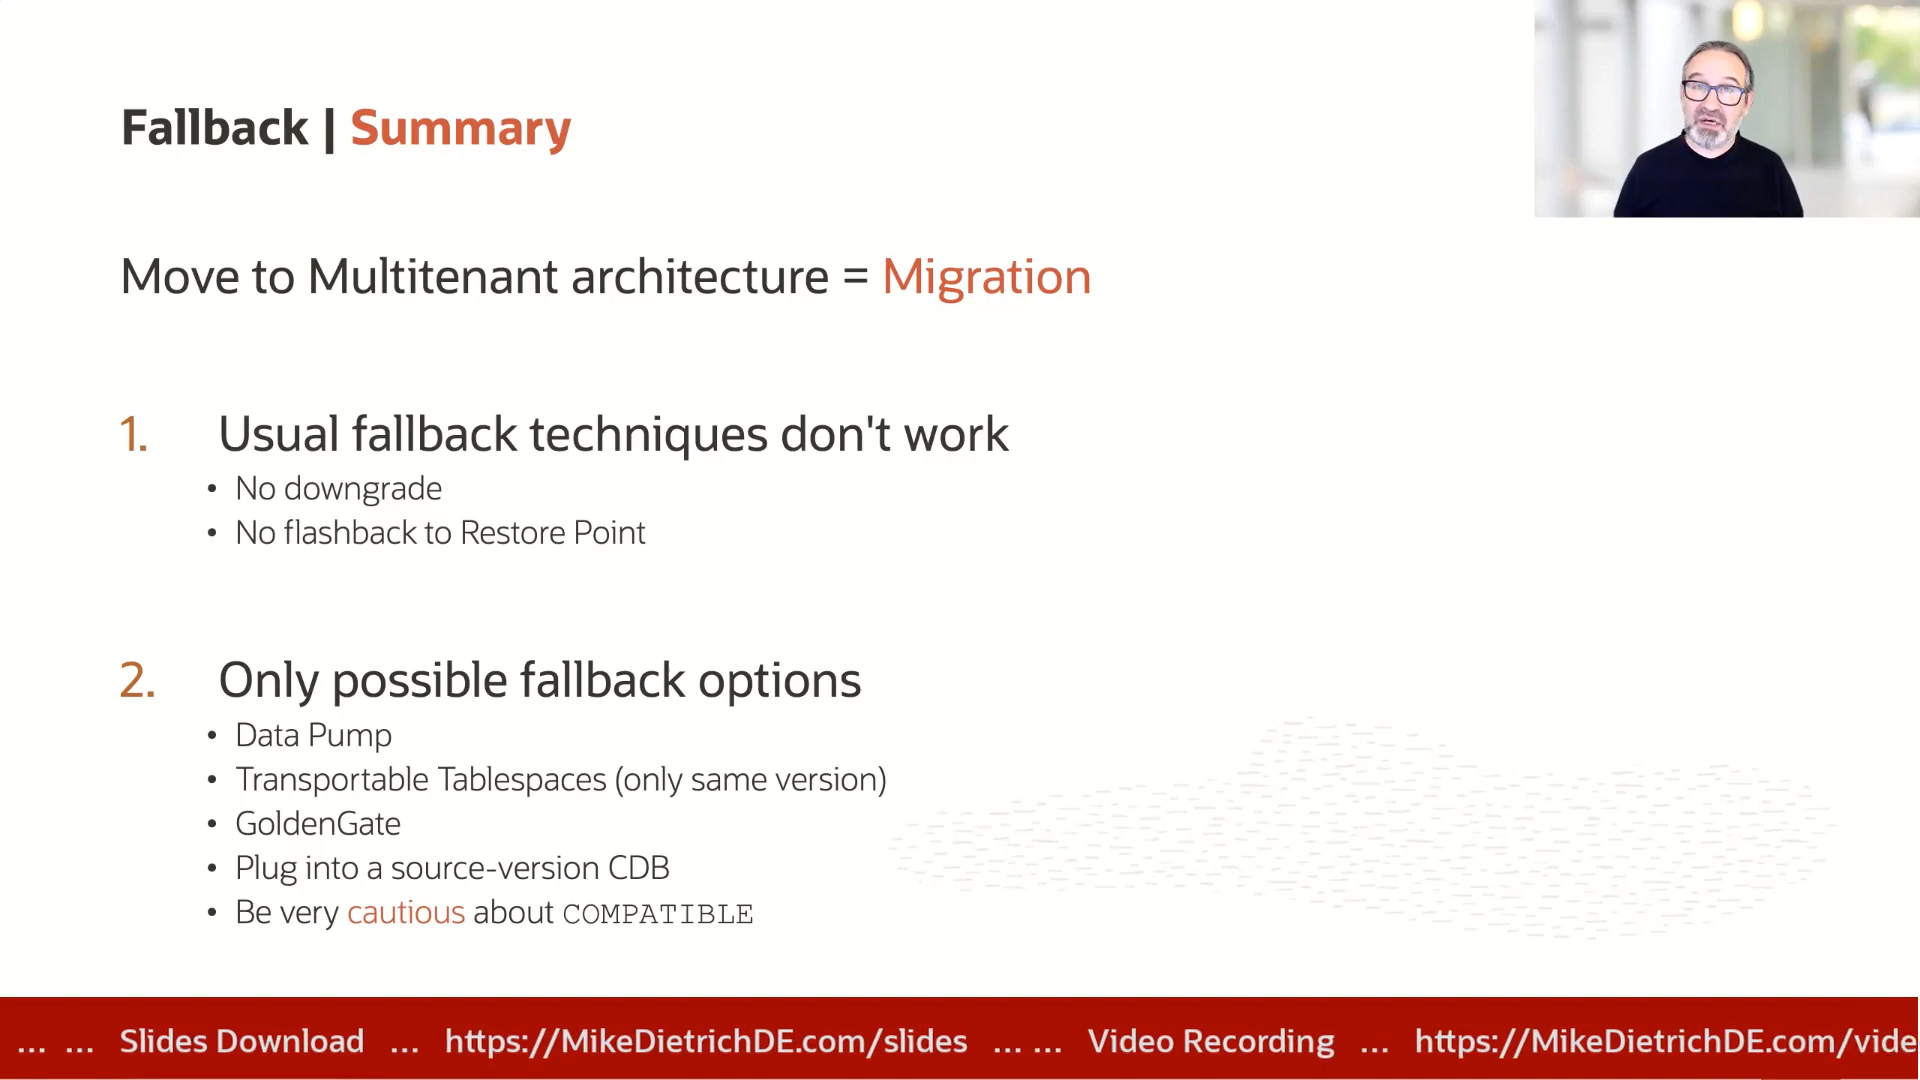 Fallback | Summary
Move to Multitenant architecture = Migration
1. Usual fallback techniques don't work
• No downgrade
• No flashback to Restore Point
2. Only possible fallback options
• Data Pump
• Transportable Tablespaces (only same version)
• GoldenGate
• Plug into a source-version CDB
• Be very cautious about COMPATIBLE
... ... Slides Download ... https://MikeDietrichDE.com/slides ... ... Video Recording ... https://MikeDietrichDE.com/vide